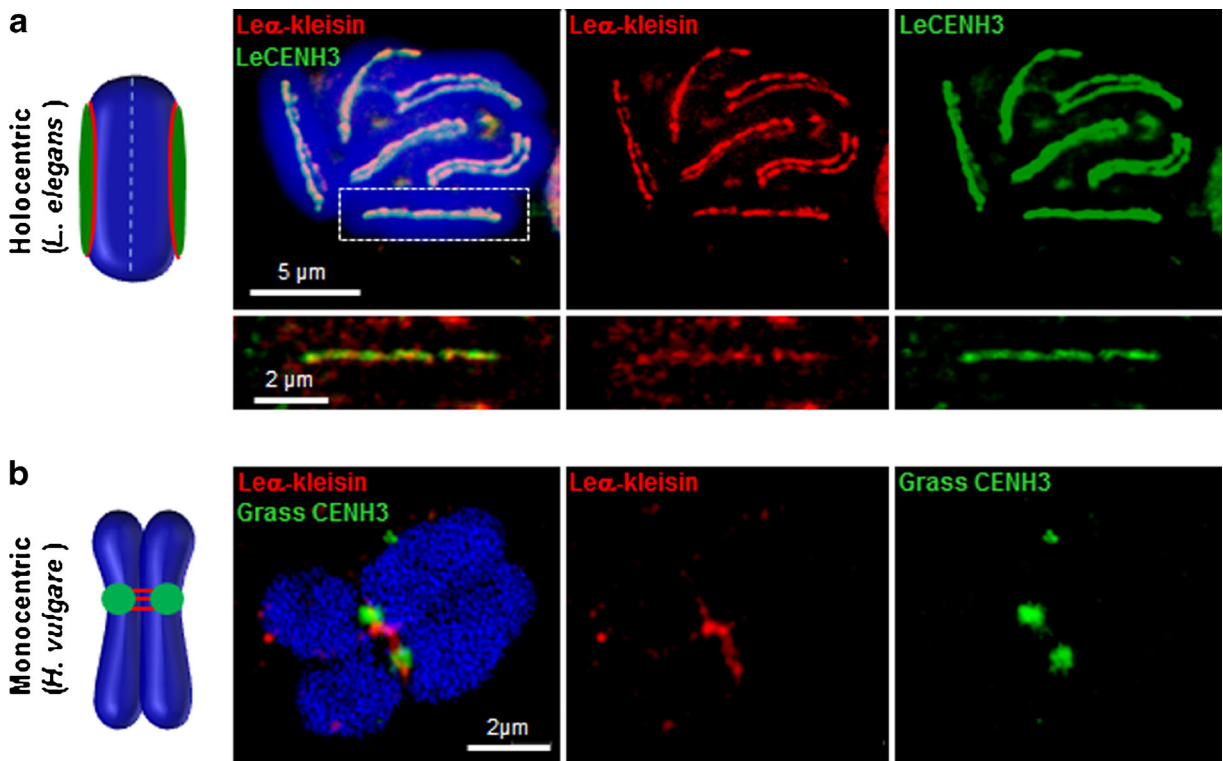 a
Holocentric
(L. elegans )
Leα-kleisin
LeCENH3
5 µm
Leα-kleisin
LeCENH3
2 µm
b
Monocentric
(H. vulgare )
Leα-kleisin
Grass CENH3
2µm
Leα-kleisin
Grass CENH3